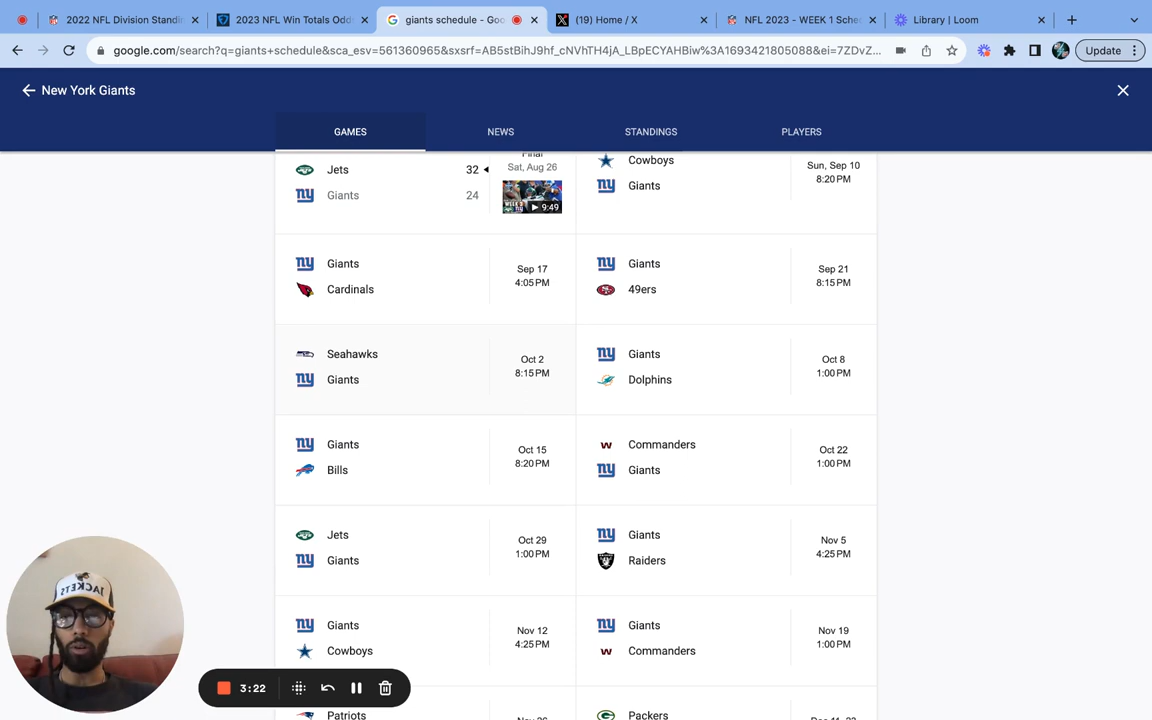 2022 NFL Division Standin
2023 NFL Win Totals Odd
giants schedule - Goo
(19) Home / X
NFL 2023 - WEEK 1 Sche
Library | Loom
google.com/search?q=giants+schedule&sca_esv=561360965&sxsrf=AB5stBihJ9hf_cNVhTH4jA_LBpECYAHBiw%3A1693421805088&ei=7ZDvZ...
Update
New York Giants
GAMES
NEWS
STANDINGS
PLAYERS
Final
Jets 32
Sat, Aug 26
Giants 24
9:49
Cowboys
Giants
Sun, Sep 10
8:20 PM
Giants
Cardinals
Sep 17
4:05 PM
Giants
49ers
Sep 21
8:15 PM
Seahawks
Giants
Oct 2
8:15 PM
Giants
Dolphins
Oct 8
1:00 PM
Giants
Bills
Oct 15
8:20 PM
Commanders
Giants
Oct 22
1:00 PM
Jets
Giants
Oct 29
1:00 PM
Giants
Raiders
Nov 5
4:25 PM
Giants
Cowboys
Nov 12
4:25 PM
Giants
Commanders
Nov 19
1:00 PM
Patriots
Packers
JACKETS
3:22